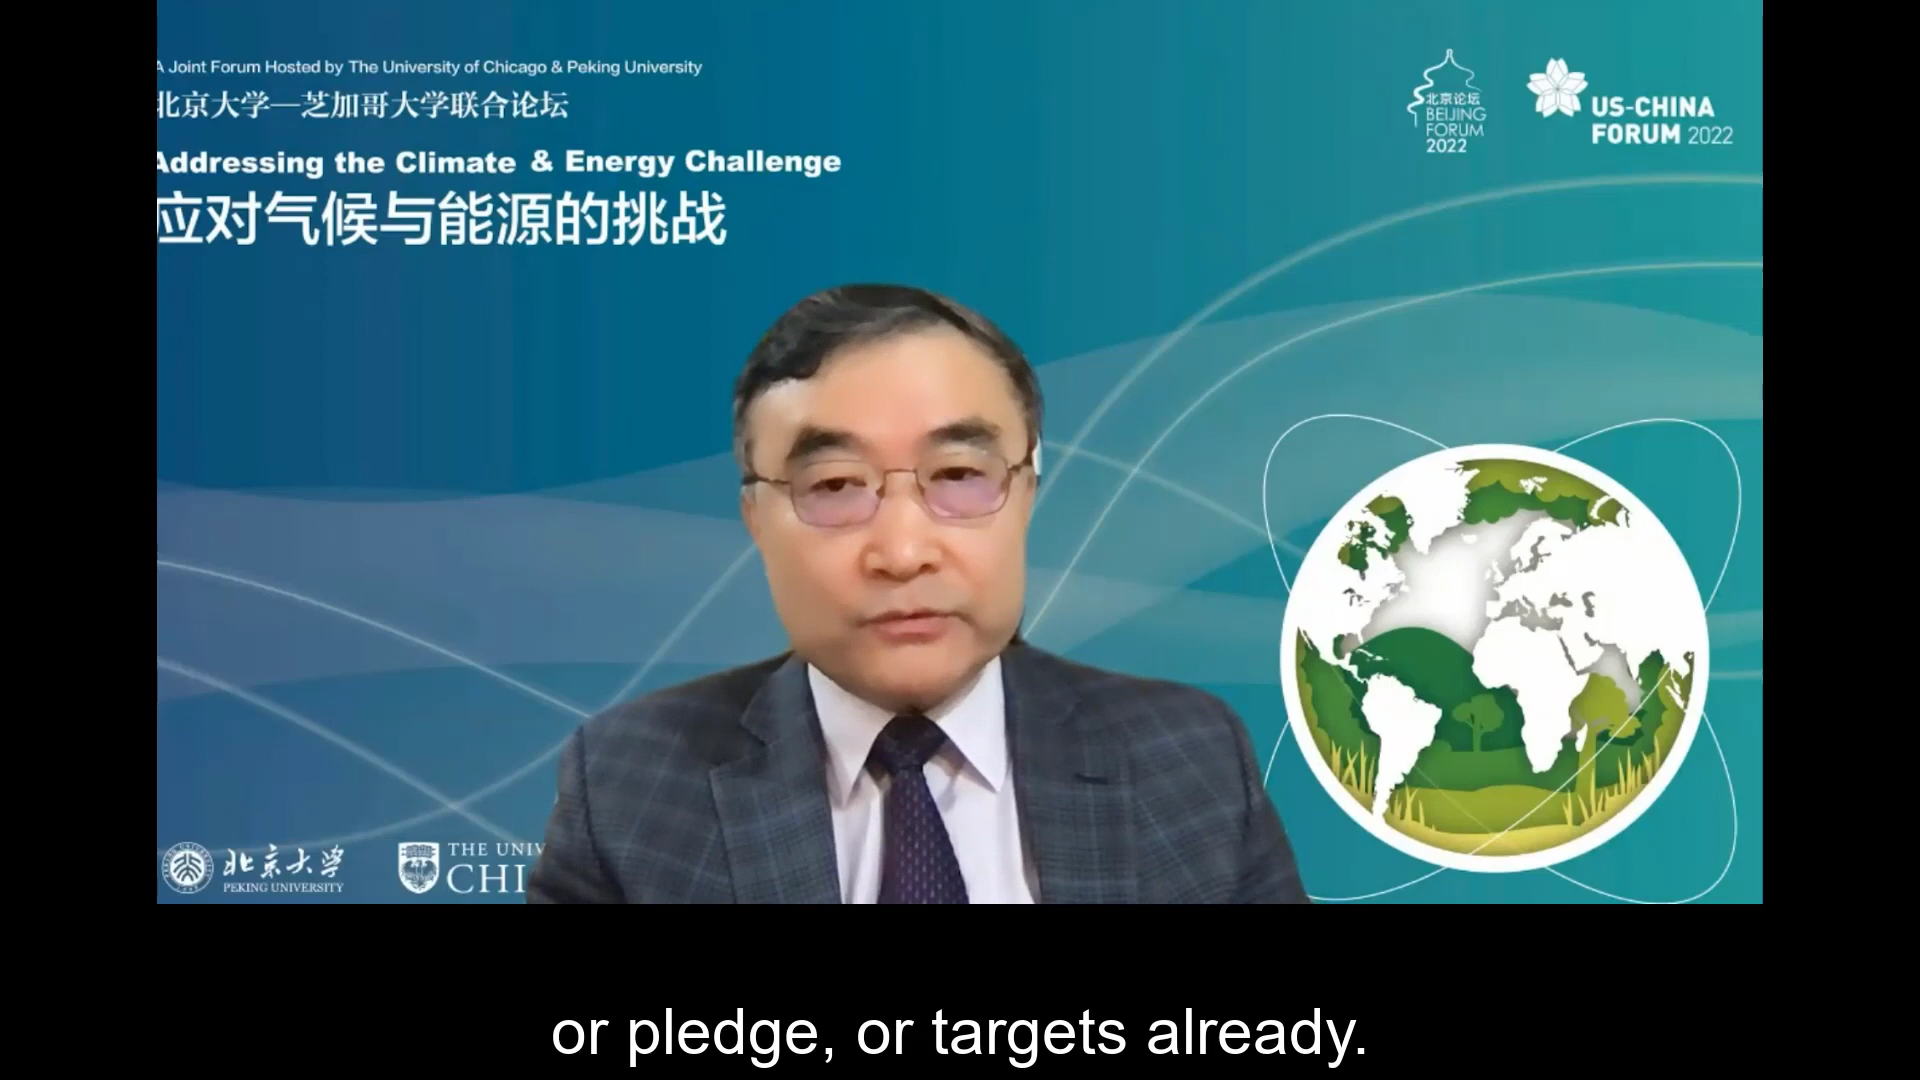 A Joint Forum Hosted by The University of Chicago & Peking University
北京大学—芝加哥大学联合论坛
Addressing the Climate & Energy Challenge
应对气候与能源的挑战
北京论坛
BEIJING
FORUM
2022
US-CHINA
FORUM 2022
北京大学
PEKING UNIVERSITY
THE UNIV
CHI
or pledge, or targets already.